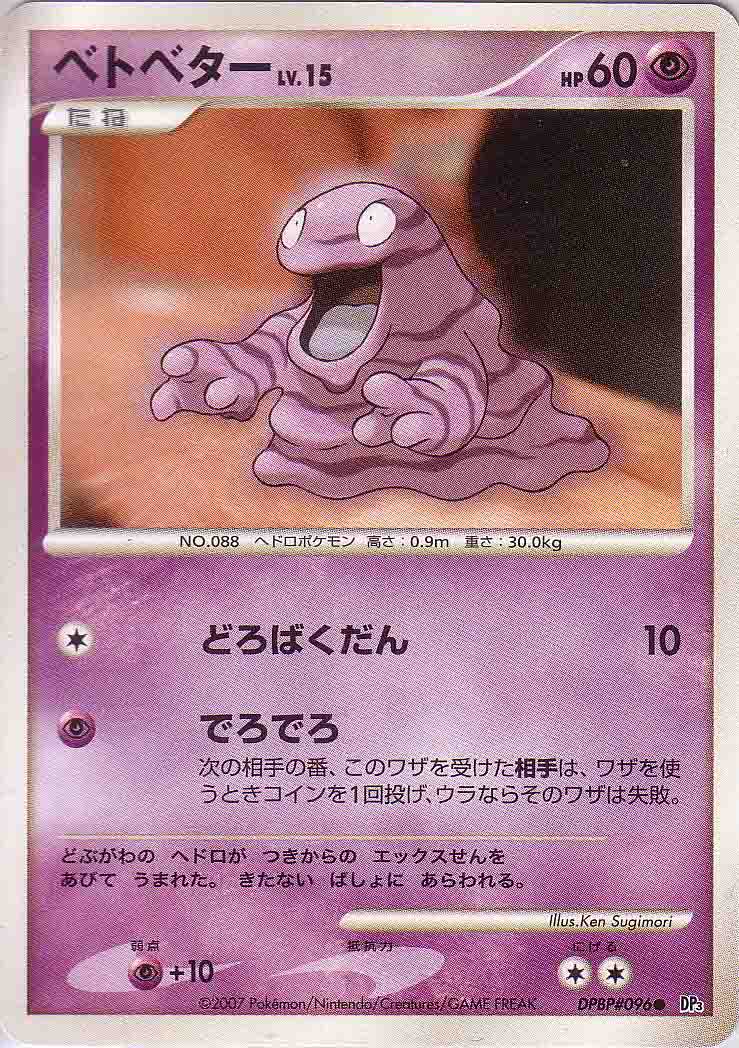 ベトベター LV.15 HP60
たね
NO.088 ヘドロポケモン 高さ:0.9m 重さ:30.0kg
どろばくだん 10
でろでろ
次の相手の番、このワザを受けた相手は、ワザを使
うときコインを1回投げ、ウラならそのワザは失敗。
どぶがわの ヘドロが つきからの エックスせんを
あびて うまれた。 きたない ばしょに あらわれる。
Illus.Ken Sugimori
弱点 抵抗力 にげる
+10
©2007 Pokémon/Nintendo/Creatures/GAME FREAK DPBP#096 DP3